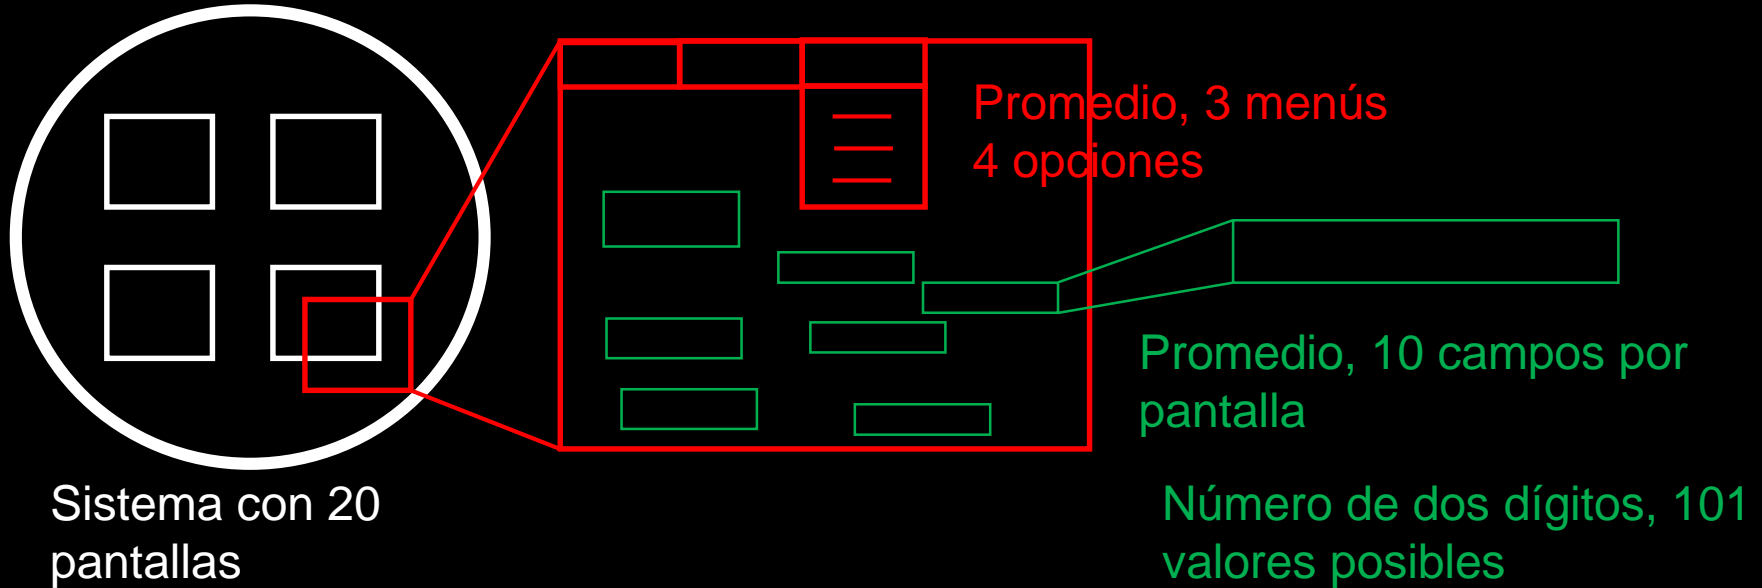 Promedio, 3 menús
4 opciones
Promedio, 10 campos por
pantalla
Sistema con 20
pantallas
Número de dos dígitos, 101
valores posibles